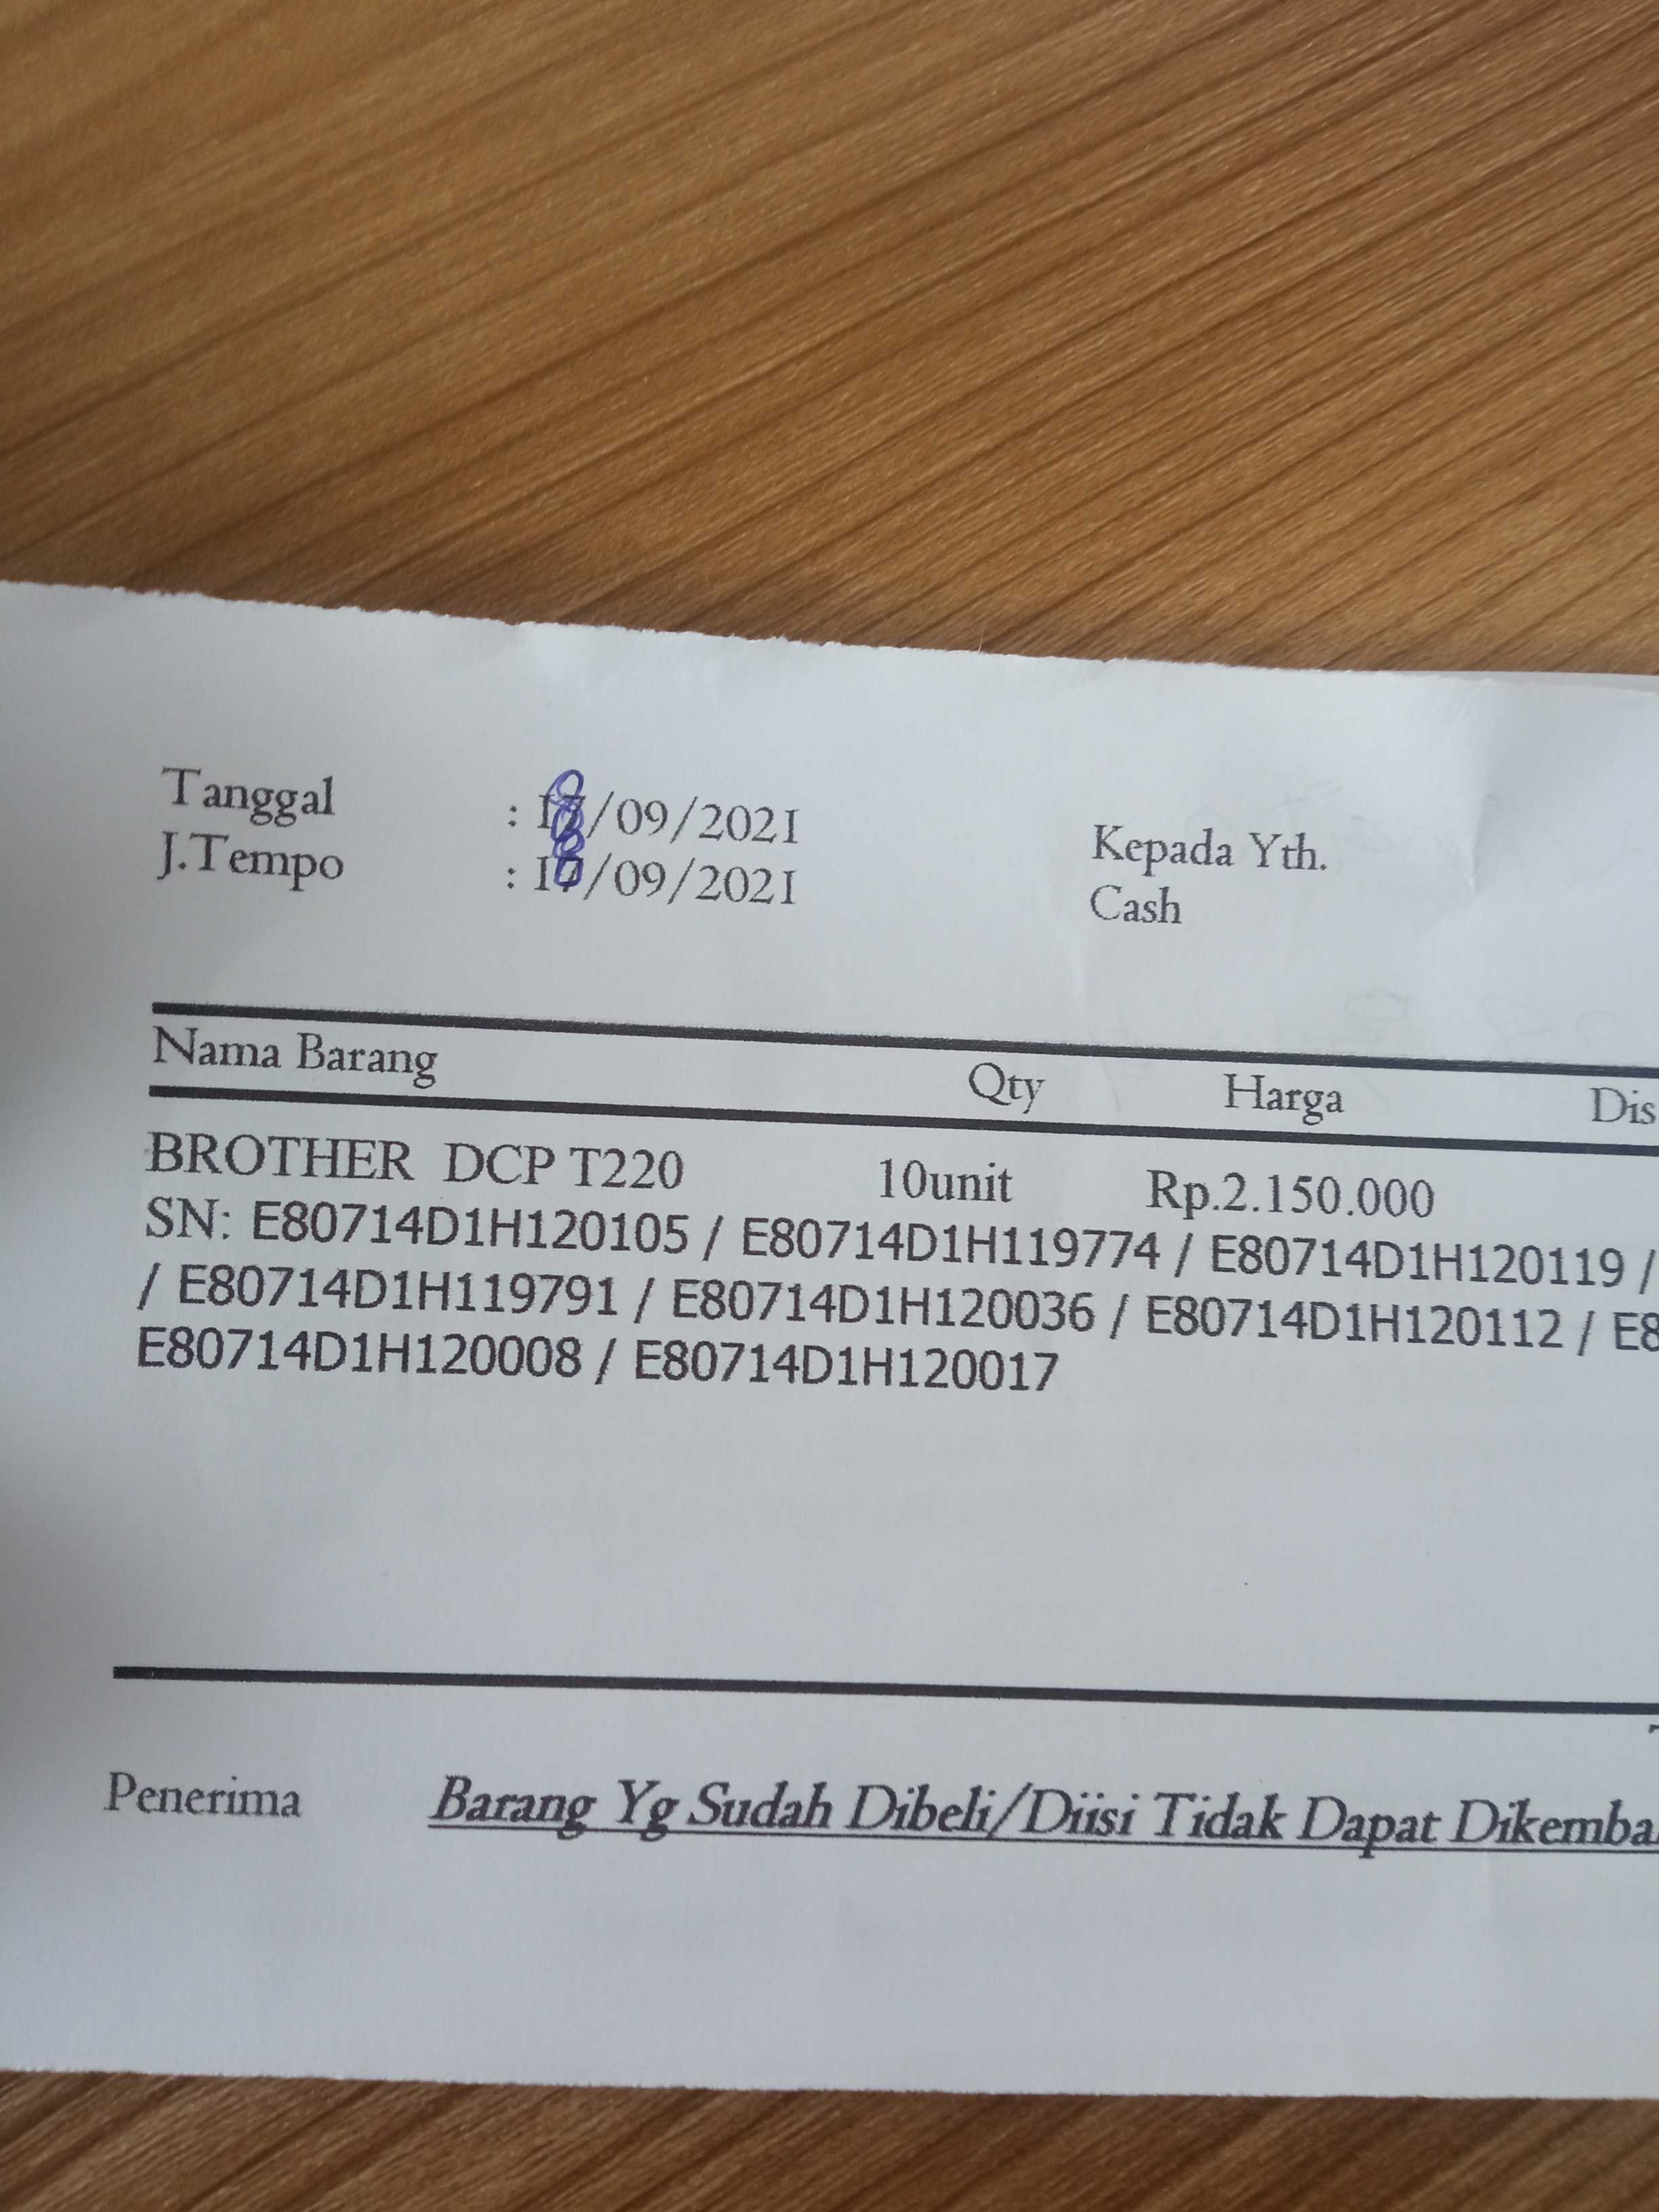 Tanggal : /09/2021
J.Tempo : /09/2021
Kepada Yth.
Cash
Nama Barang Qty Harga Dis
BROTHER DCP T220 10unit Rp.2.150.000
SN: E80714D1H120105 / E80714D1H119774 / E80714D1H120119 /
/ E80714D1H119791 / E80714D1H120036 / E80714D1H120112 / E8
E80714D1H120008 / E80714D1H120017
Penerima Barang Yg Sudah Dibeli/Diisi Tidak Dapat Dikemba